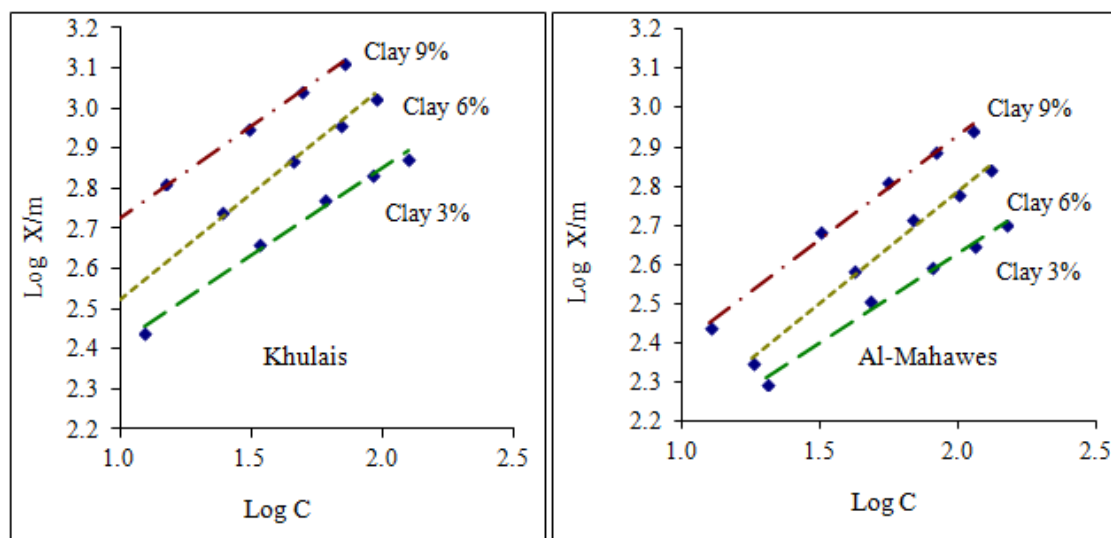 3.2
3.1
3.0
2.9
2.8
2.7
2.6
2.5
2.4
2.3
2.2
Log X/m
Clay 9%
Clay 6%
Clay 3%
Khulais
1.0 1.5 2.0 2.5
Log C
3.2
3.1
3.0
2.9
2.8
2.7
2.6
2.5
2.4
2.3
2.2
Log X/m
Clay 9%
Clay 6%
Clay 3%
Al-Mahawes
1.0 1.5 2.0 2.5
Log C